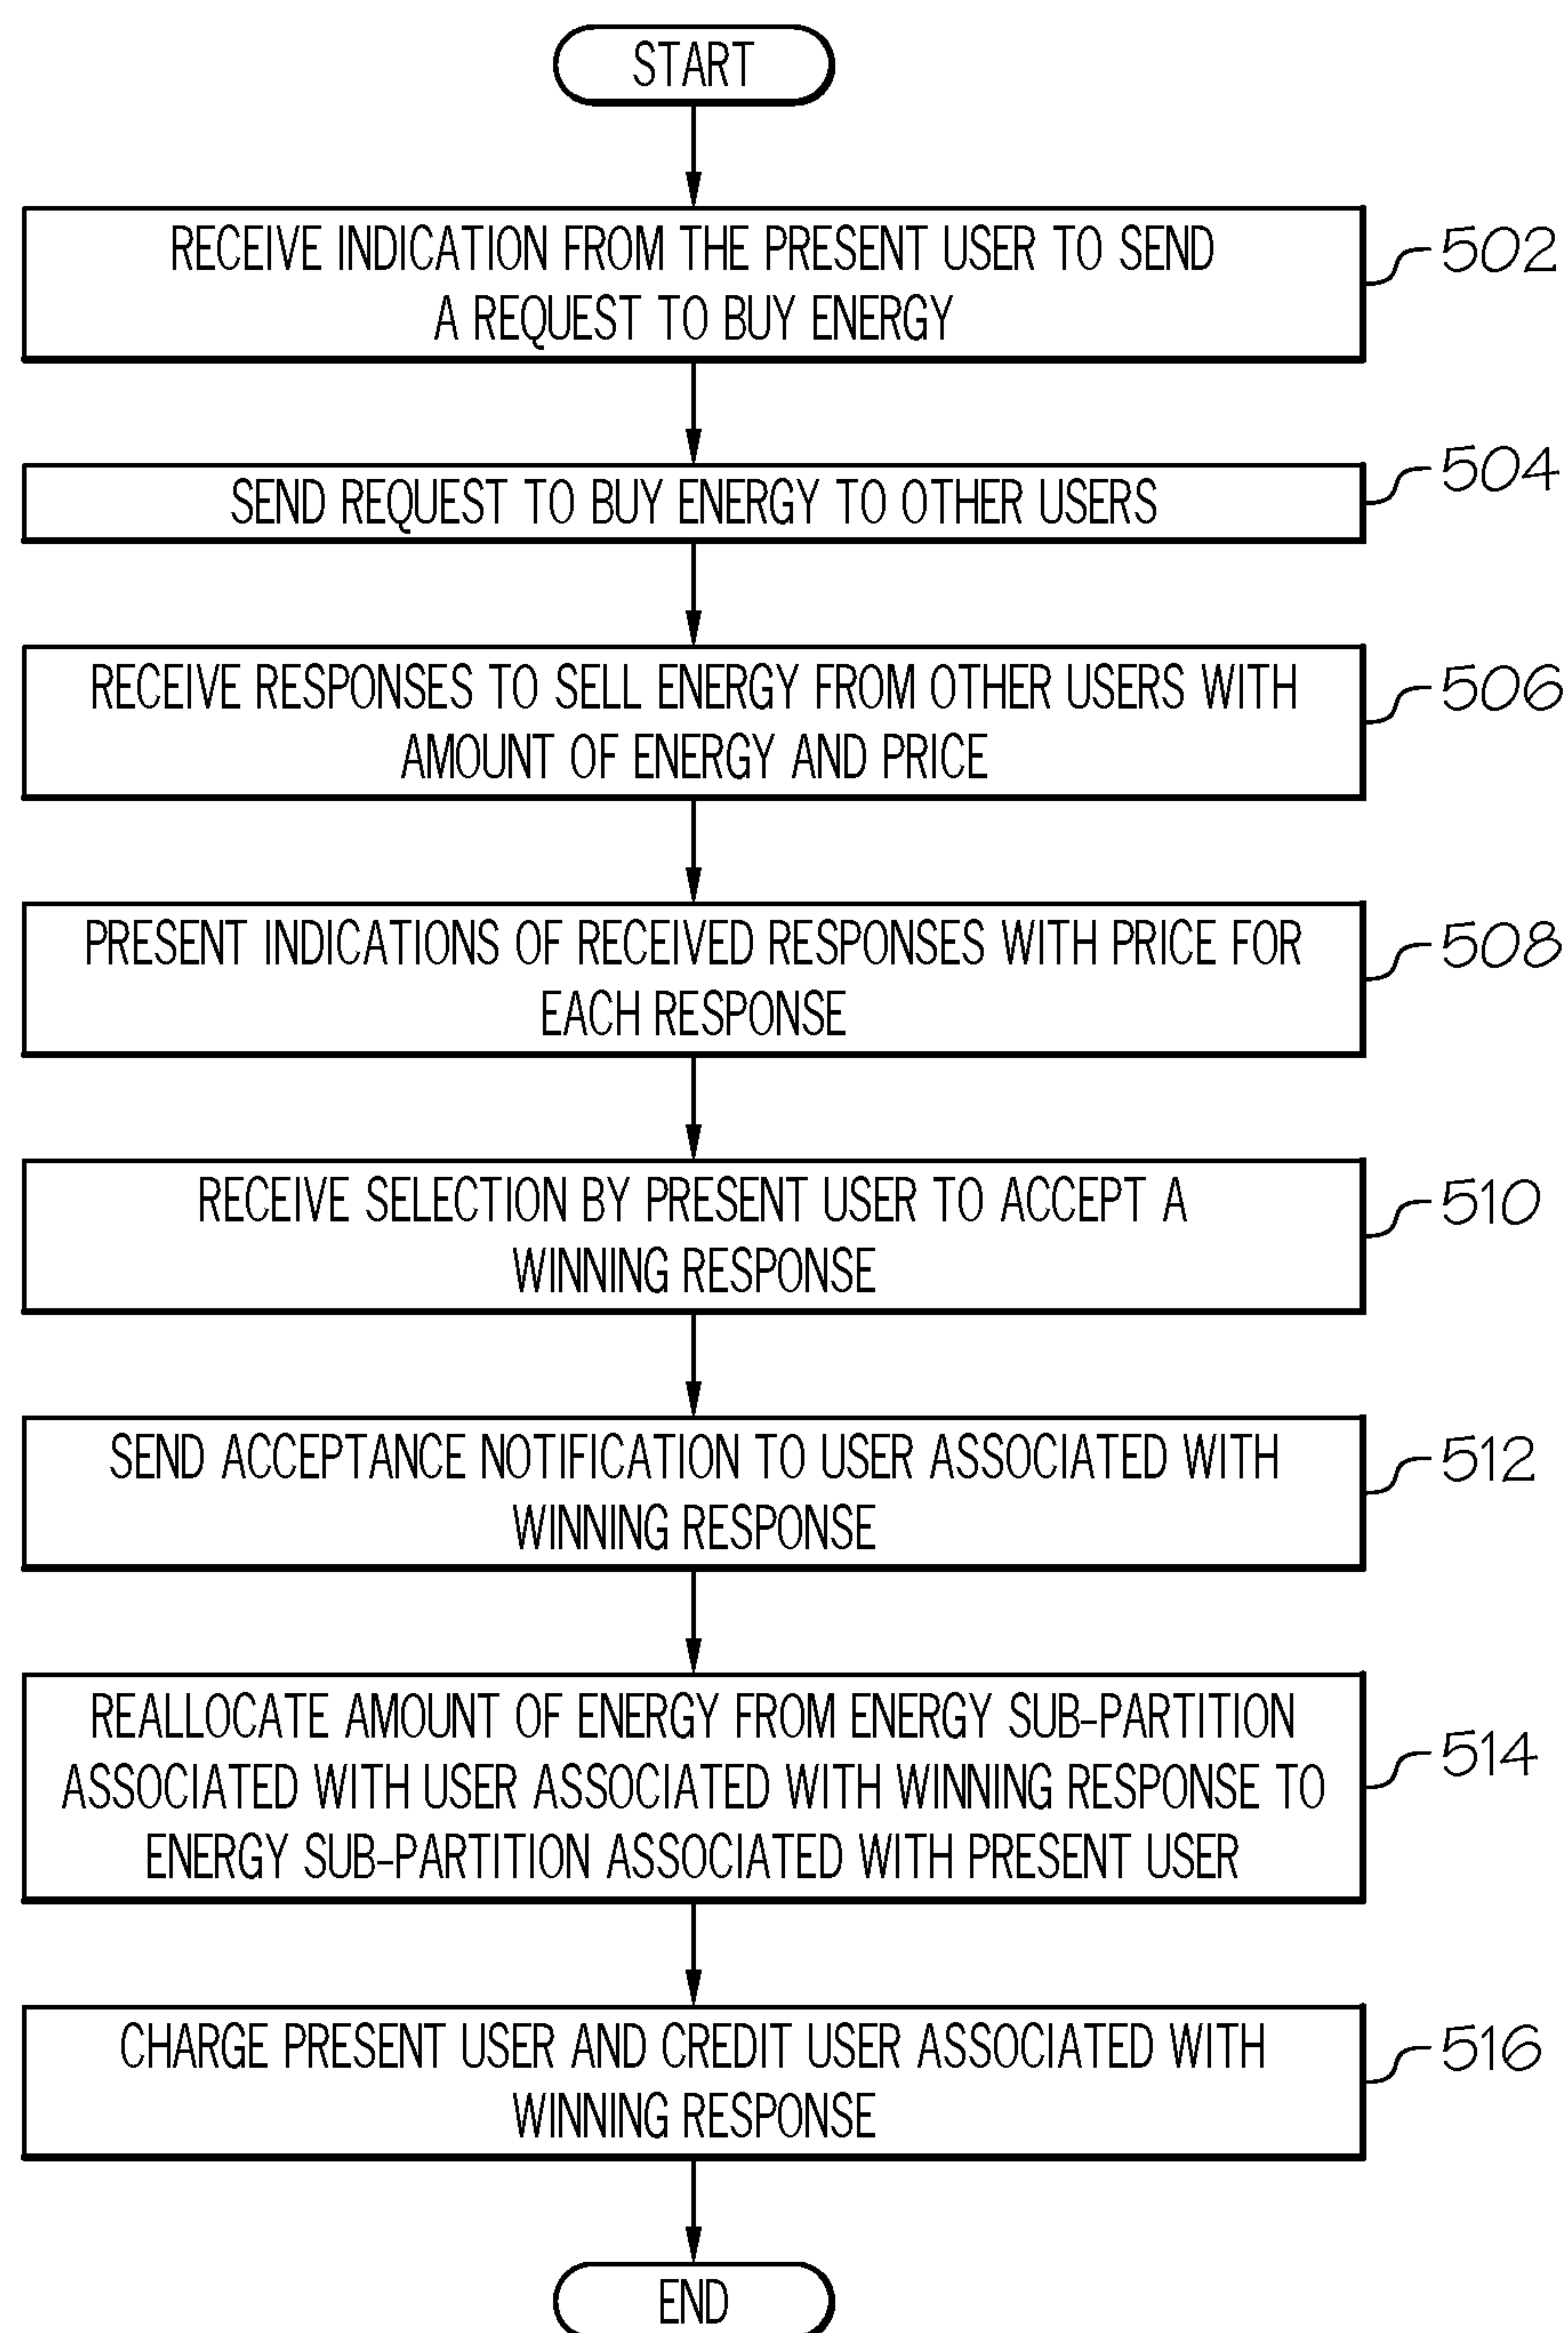 START
RECEIVE INDICATION FROM THE PRESENT USER TO SEND
A REQUEST TO BUY ENERGY
502
SEND REQUEST TO BUY ENERGY TO OTHER USERS
504
RECEIVE RESPONSES TO SELL ENERGY FROM OTHER USERS WITH
AMOUNT OF ENERGY AND PRICE
506
PRESENT INDICATIONS OF RECEIVED RESPONSES WITH PRICE FOR
EACH RESPONSE
508
RECEIVE SELECTION BY PRESENT USER TO ACCEPT A
WINNING RESPONSE
510
SEND ACCEPTANCE NOTIFICATION TO USER ASSOCIATED WITH
WINNING RESPONSE
512
REALLOCATE AMOUNT OF ENERGY FROM ENERGY SUB-PARTITION
ASSOCIATED WITH USER ASSOCIATED WITH WINNING RESPONSE TO
ENERGY SUB-PARTITION ASSOCIATED WITH PRESENT USER
514
CHARGE PRESENT USER AND CREDIT USER ASSOCIATED WITH
WINNING RESPONSE
516
END